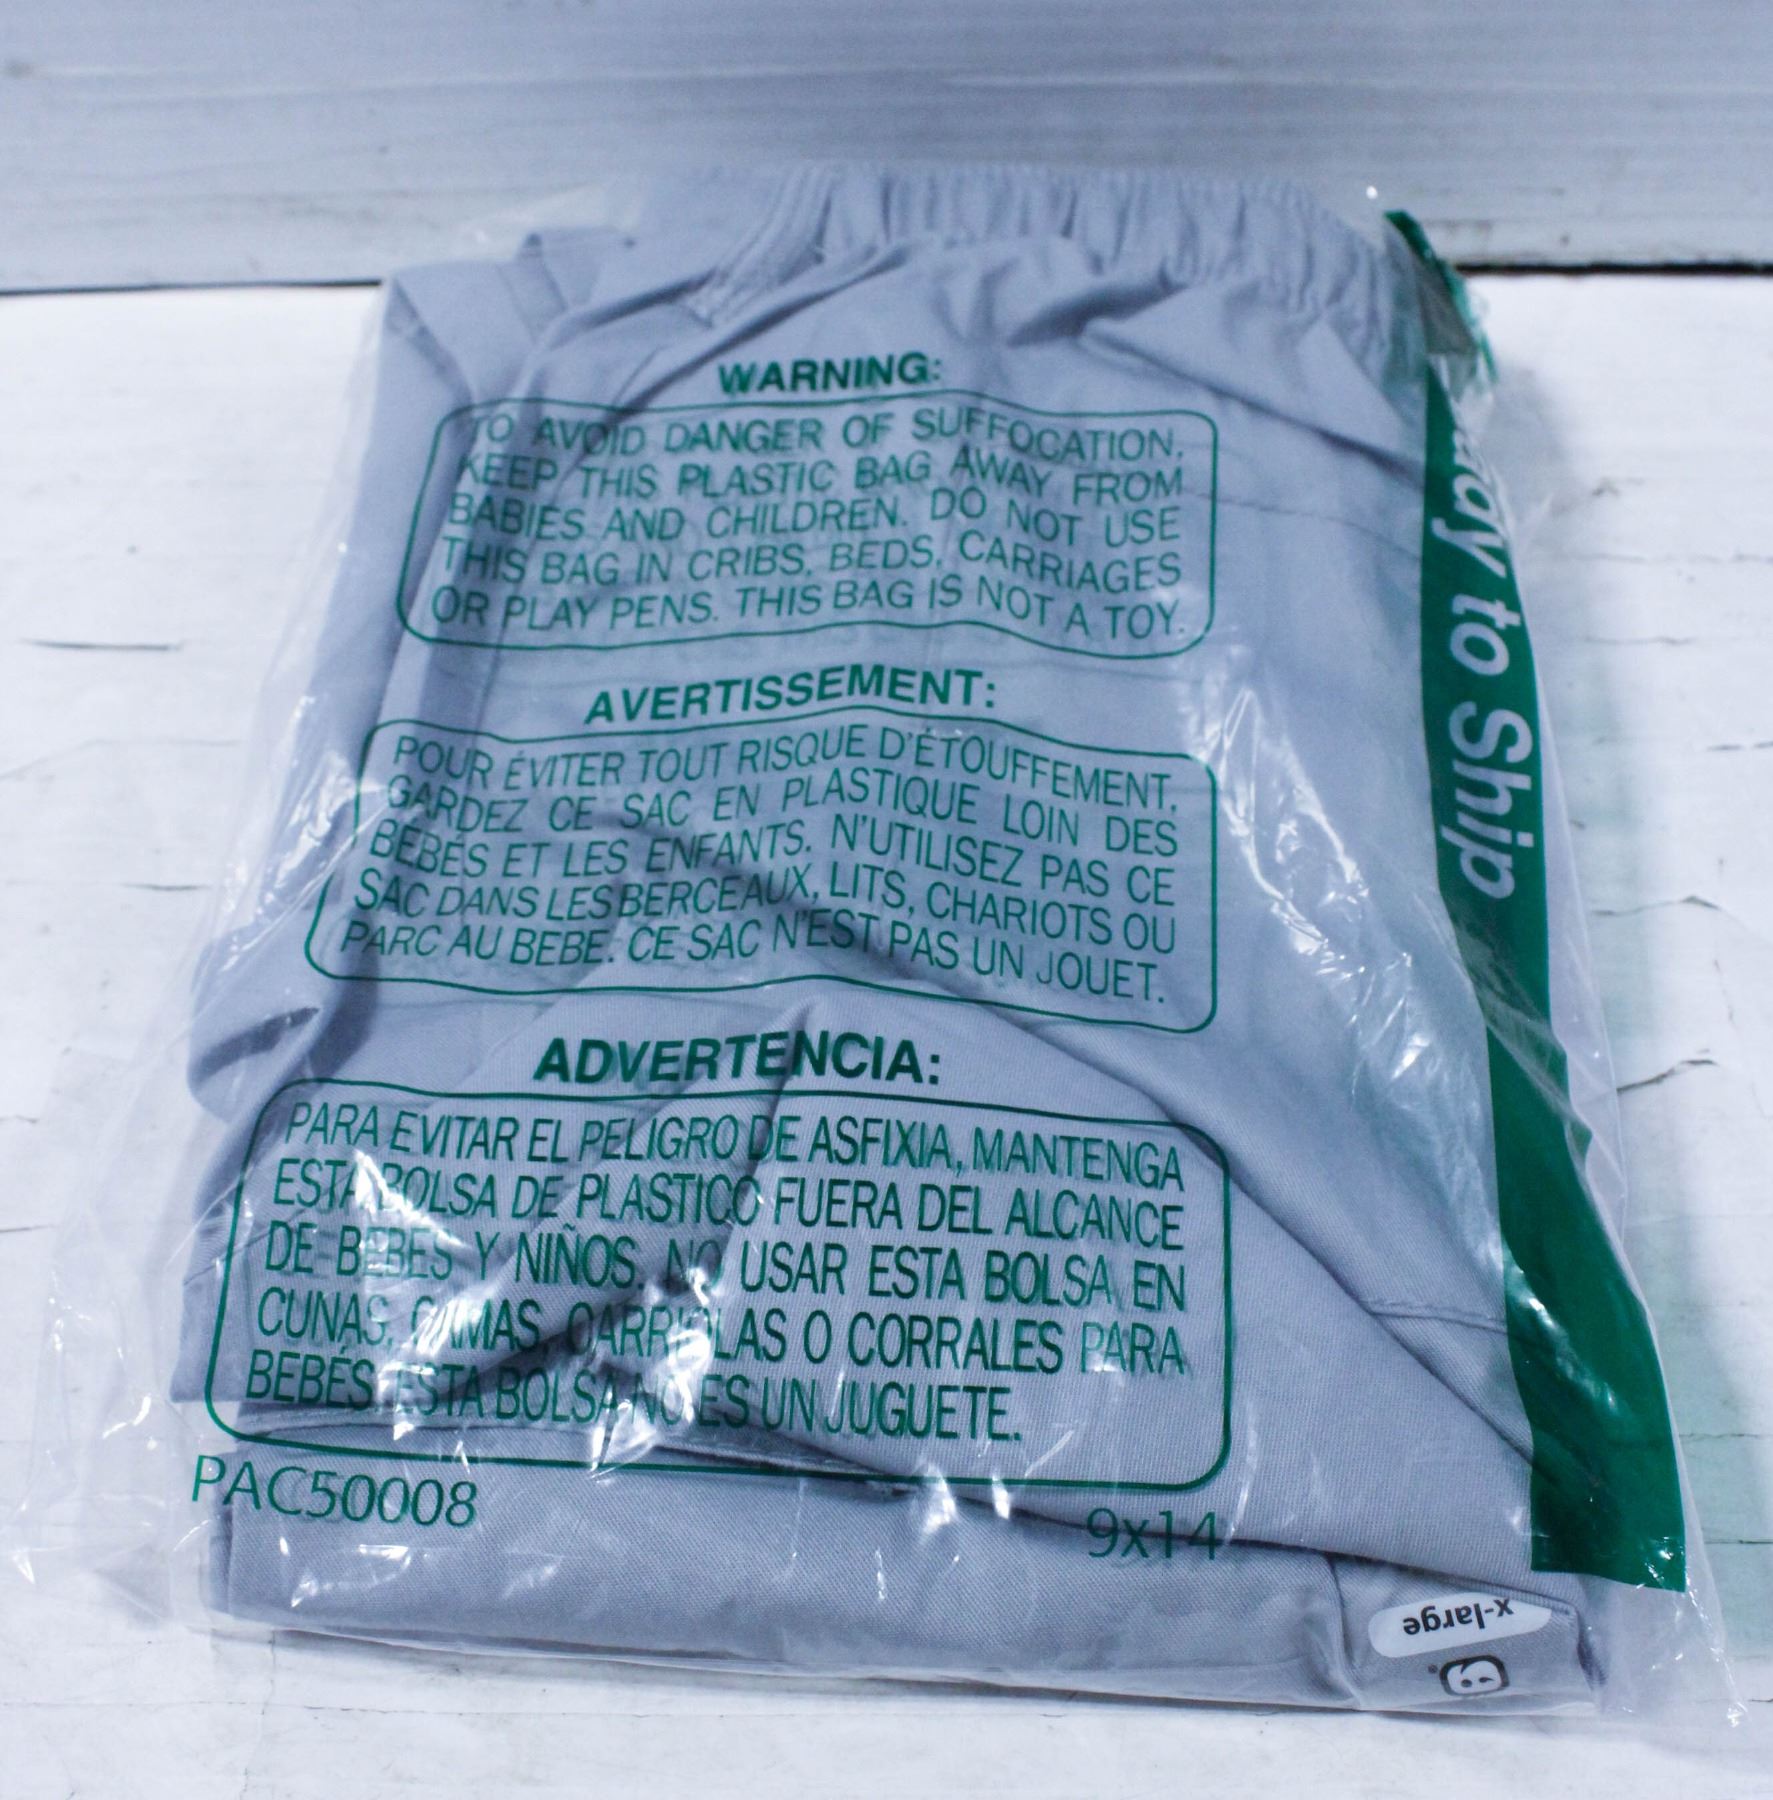 WARNING:
TO AVOID DANGER OF SUFFOCATION,
KEEP THIS PLASTIC BAG AWAY FROM
BABIES AND CHILDREN. DO NOT USE
THIS BAG IN CRIBS, BEDS, CARRIAGES
OR PLAY PENS. THIS BAG IS NOT A TOY.
AVERTISSEMENT:
POUR ÉVITER TOUT RISQUE D'ÉTOUFFEMENT,
GARDEZ CE SAC EN PLASTIQUE LOIN DES
BÉBÉS ET LES ENFANTS. N'UTILISEZ PAS CE
SAC DANS LES BERCEAUX, LITS, CHARIOTS OU
PARC AU BEBE. CE SAC N'EST PAS UN JOUET.
ADVERTENCIA:
PARA EVITAR EL PELIGRO DE ASFIXIA, MANTENGA
ESTA BOLSA DE PLASTICO FUERA DEL ALCANCE
DE BEBES Y NIÑOS. NO USAR ESTA BOLSA EN
CUNAS, CAMAS, CARRIOLAS O CORRALES PARA
BEBÉS. ESTA BOLSA NO ES UN JUGUETE.
PAC50008
9x14
to Ship
x-large